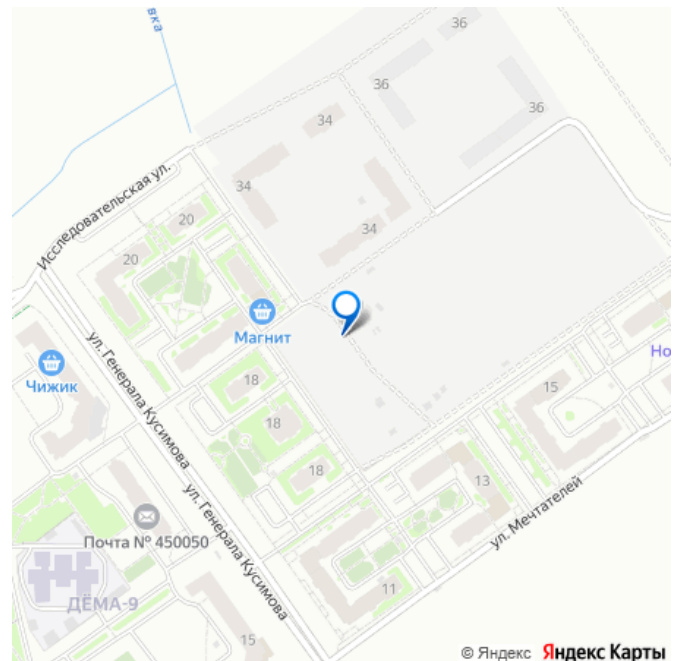 вка
36
36
36
34
34
34
Исследовательская ул.
20
20
Магнит
Чижик
ул. Генерала Кусимова
18
18
18
Но
15
13
ул. Мечтателей
ул. Генерала Кусимова
Почта № 450050
ДЁМА-9
11
15
© Яндекс Яндекс Карты